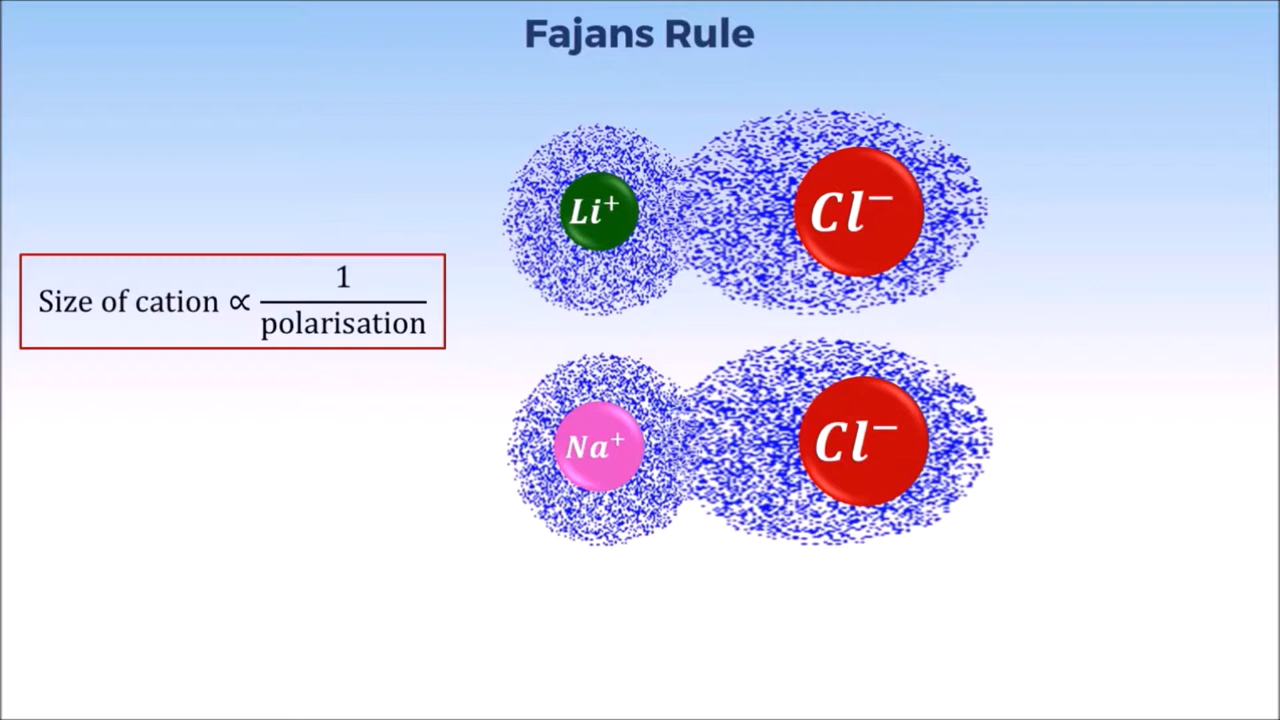 Fajans Rule
Li⁺
Cl⁻
Size of cation ∝ 1/polarisation
Na⁺
Cl⁻